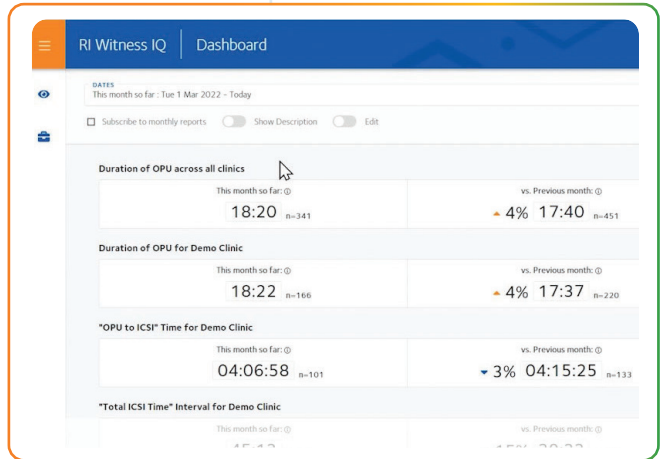 RI Witness IQ Dashboard
DATES
This month so far : Tue 1 Mar 2022 - Today
Subscribe to monthly reports Show Description Edit
Duration of OPU across all clinics
This month so far: vs. Previous month:
18:20 n=341 4% 17:40 n=451
Duration of OPU for Demo Clinic
This month so far: vs. Previous month:
18:22 n=166 4% 17:37 n=220
"OPU to ICSI" Time for Demo Clinic
This month so far: vs. Previous month:
04:06:58 n=101 3% 04:15:25 n=133
"Total ICSI Time" Interval for Demo Clinic
This month so far: vs. Previous month: